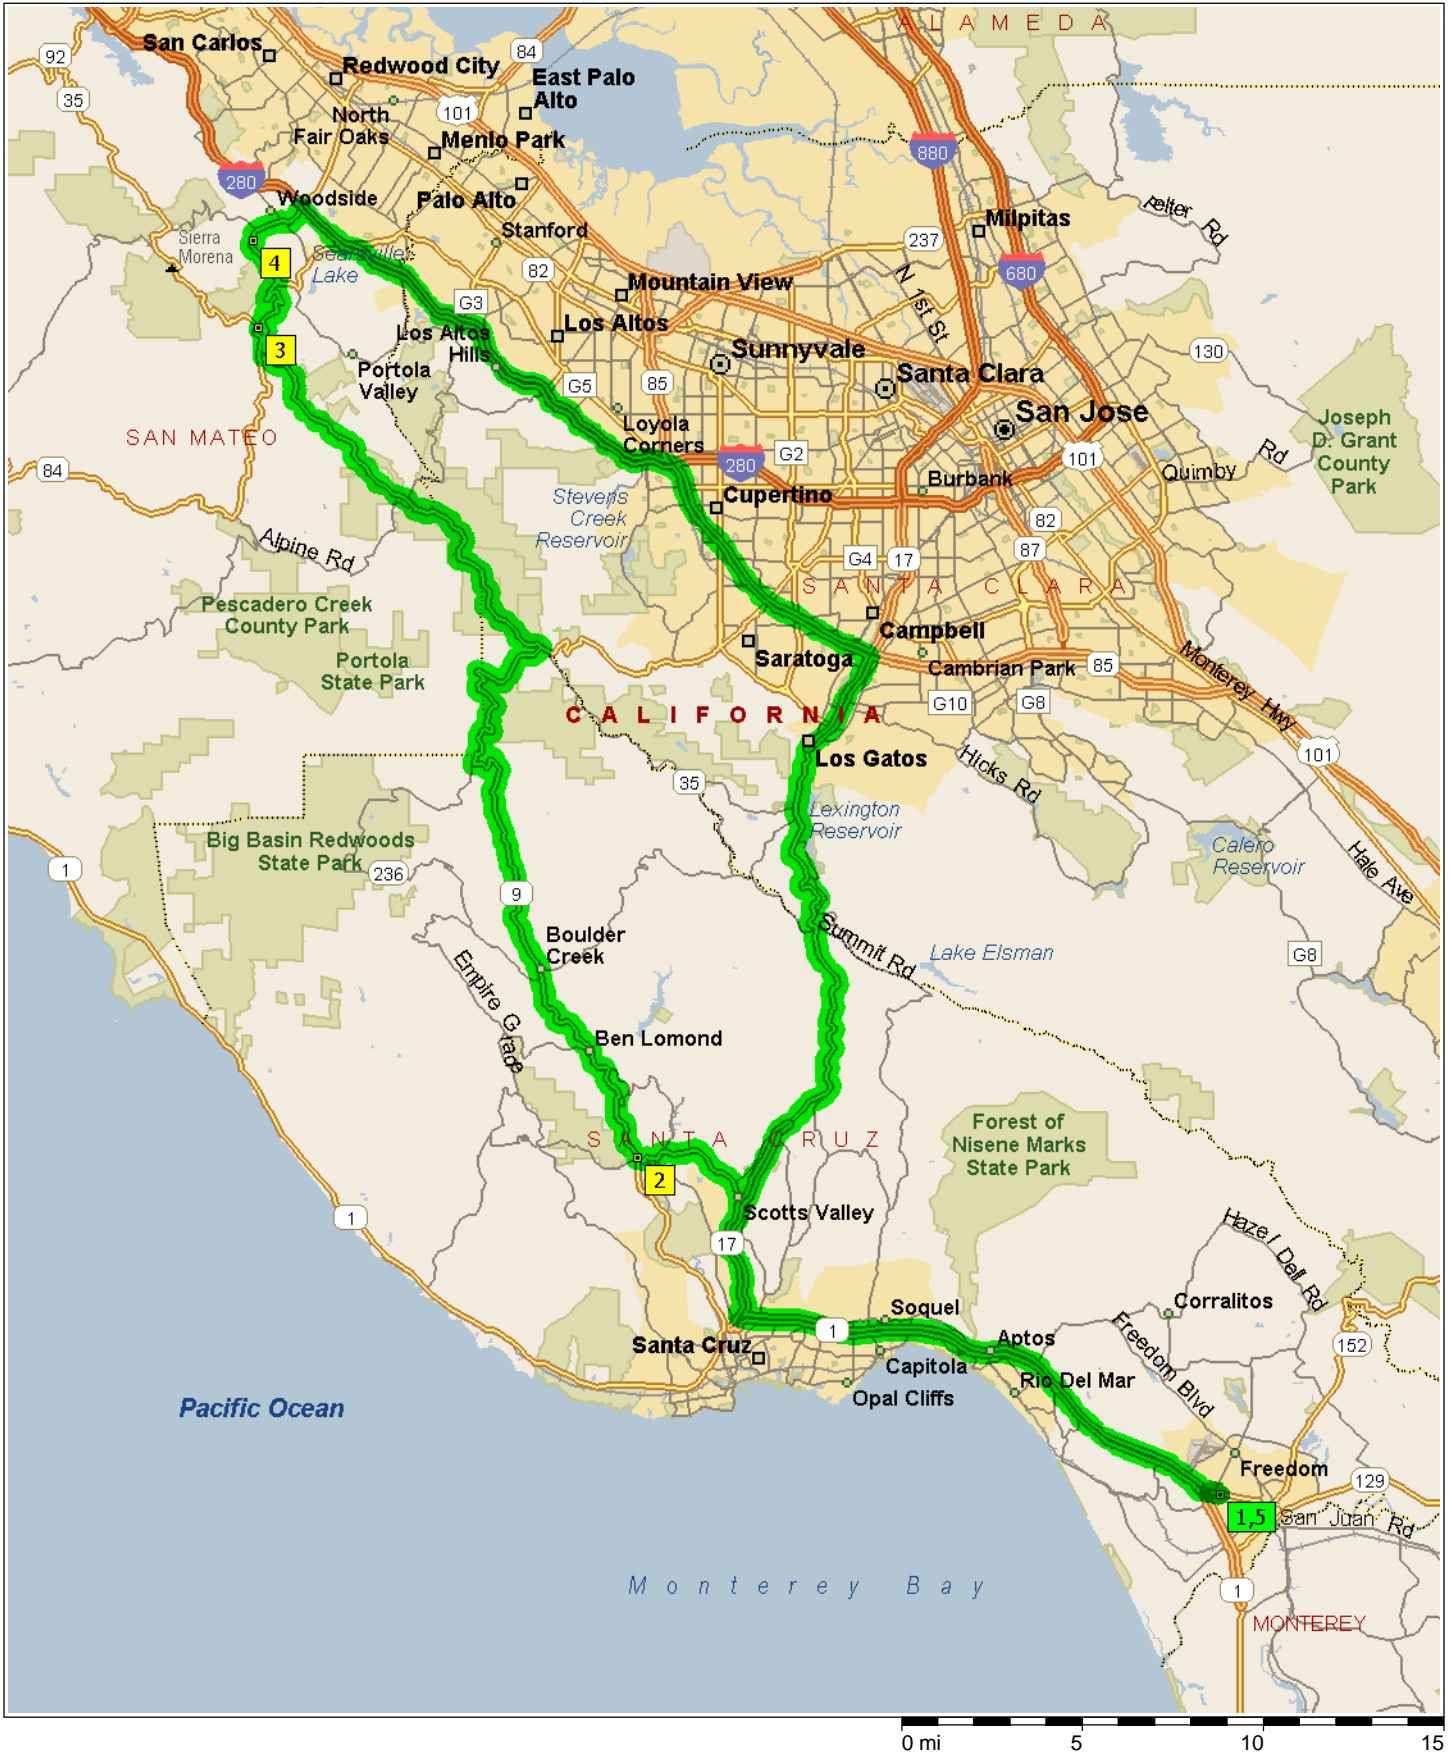 A L A M E D A
San Carlos
92
84
Redwood City
East Palo
Alto
35
101
North
Fair Oaks
Menlo Park
880
280
Woodside
Palo Alto
Milpitas
Felter Rd
Stanford
Sierra
Morena
237
4
Searsville
Lake
82
680
Mountain View
N 1st St
G3
Los Altos
Los Altos
Hills
3
Sunnyvale
130
Portola
Valley
G5
85
Santa Clara
San Jose
Loyola
Corners
Joseph
D. Grant
County
Park
SAN MATEO
84
280
G2
101
Rd
Quimby
Burbank
Stevens
Creek
Reservoir
Cupertino
82
Alpine Rd
87
G4
17
S A N T A   C L A R A
Pescadero Creek
County Park
Campbell
Portola
State Park
Saratoga
Cambrian Park
85
Monterey Hwy
G10
G8
C A L I F O R N I A
101
Los Gatos
Hicks Rd
35
Lexington
Reservoir
Big Basin Redwoods
State Park
Calero
Reservoir
Hale Ave
1
236
9
Summit Rd
Boulder
Creek
Lake Elsman
G8
Empire Grade
Ben Lomond
Forest of
Nisene Marks
State Park
S A N T A   C R U Z
2
Scotts Valley
1
17
Hazel Dell Rd
Soquel
Corralitos
1
Santa Cruz
Aptos
Freedom Blvd
152
Capitola
Rio Del Mar
Opal Cliffs
Pacific Ocean
Freedom
129
1,5
San Juan Rd
M o n t e r e y   B a y
1
MONTEREY
0 mi
5
10
15